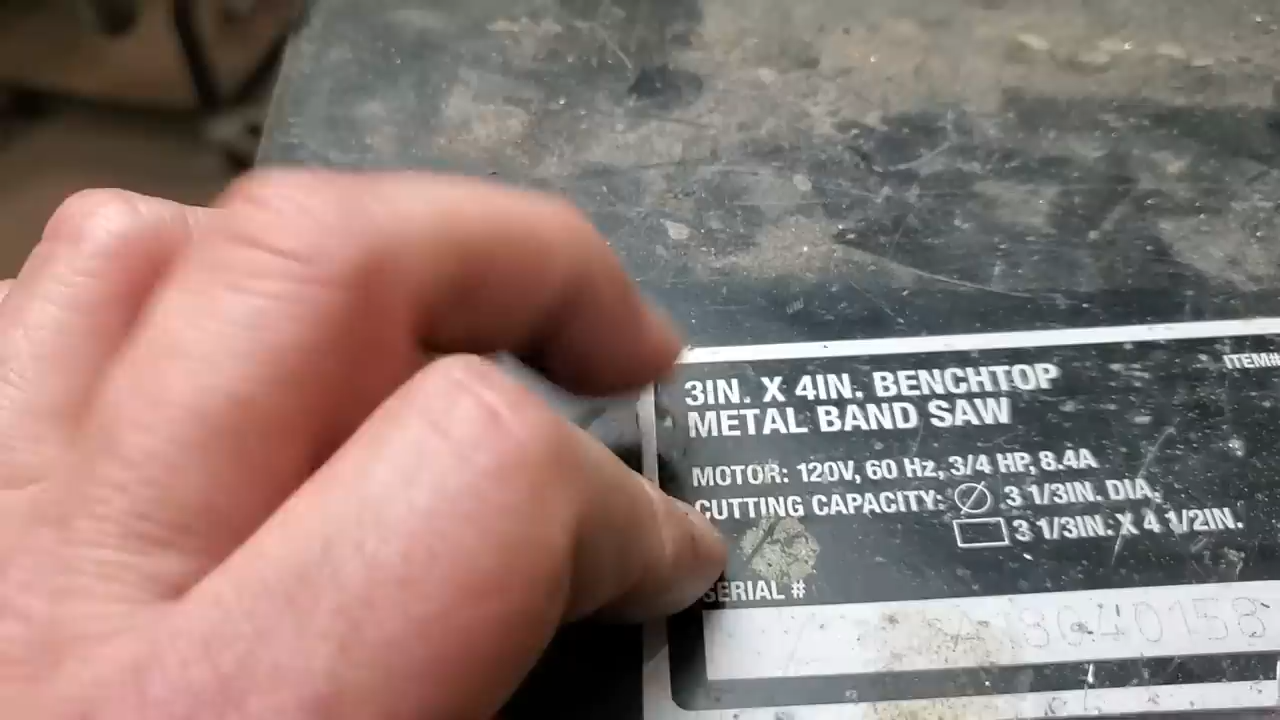 ITEM#
3IN. X 4IN. BENCHTOP
METAL BAND SAW
MOTOR: 120V, 60 Hz, 3/4 HP, 8.4A
CUTTING CAPACITY: 3 1/3IN. DIA.
3 1/3IN. X 4 1/2IN.
SERIAL #